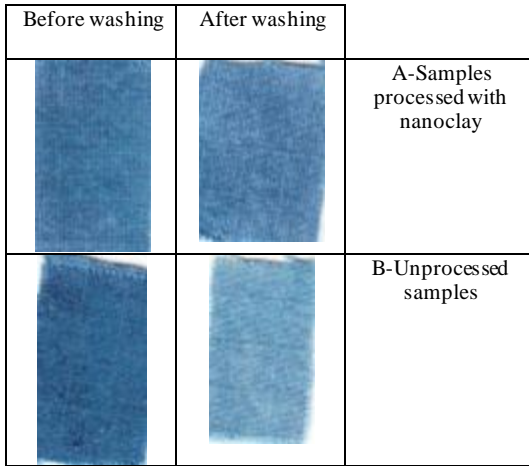 Before washing
After washing
A-Samples
processed with
nanoclay
B-Unprocessed
samples